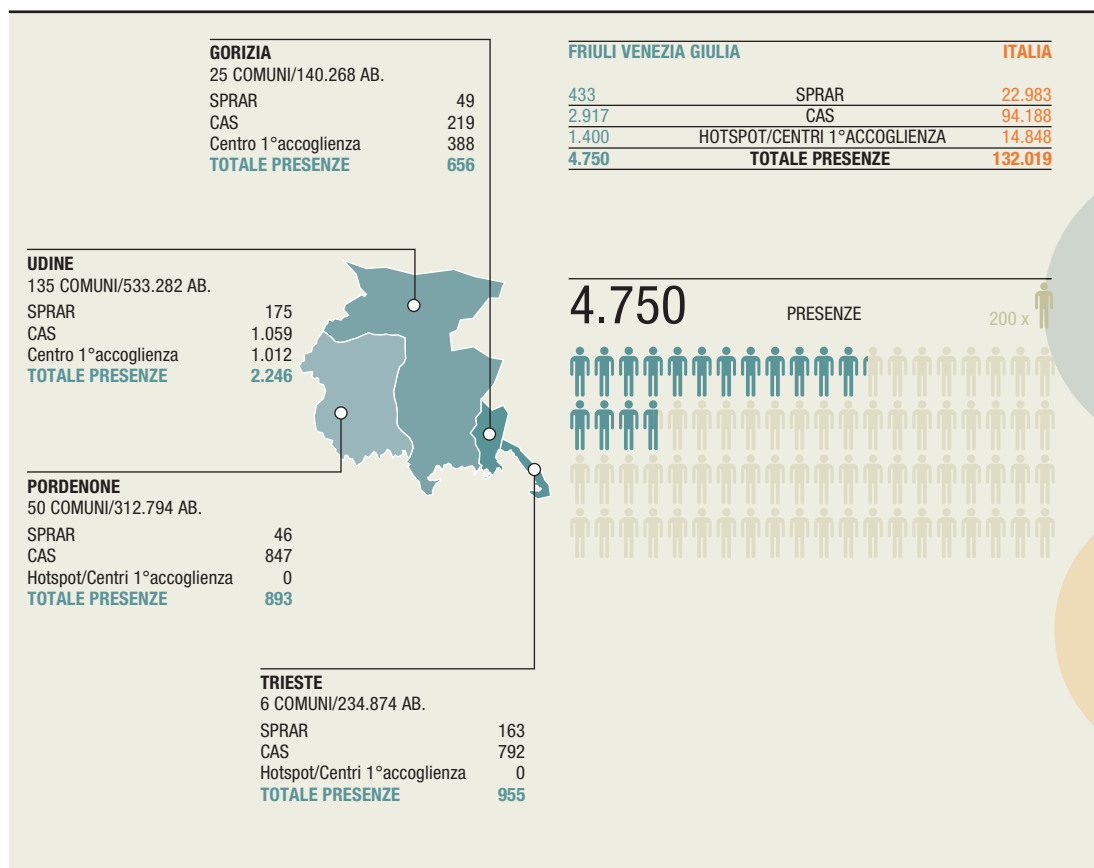 GORIZIA
25 COMUNI/140.268 AB.
SPRAR 49
CAS 219
Centro 1°accoglienza 388
TOTALE PRESENZE 656
FRIULI VENEZIA GIULIA ITALIA
433 SPRAR 22.983
2.917 CAS 94.188
1.400 HOTSPOT/CENTRI 1°ACCOGLIENZA 14.848
4.750 TOTALE PRESENZE 132.019
UDINE
135 COMUNI/533.282 AB.
SPRAR 175
CAS 1.059
Centro 1°accoglienza 1.012
TOTALE PRESENZE 2.246
4.750 PRESENZE 200 x
PORDENONE
50 COMUNI/312.794 AB.
SPRAR 46
CAS 847
Hotspot/Centri 1°accoglienza 0
TOTALE PRESENZE 893
TRIESTE
6 COMUNI/234.874 AB.
SPRAR 163
CAS 792
Hotspot/Centri 1°accoglienza 0
TOTALE PRESENZE 955